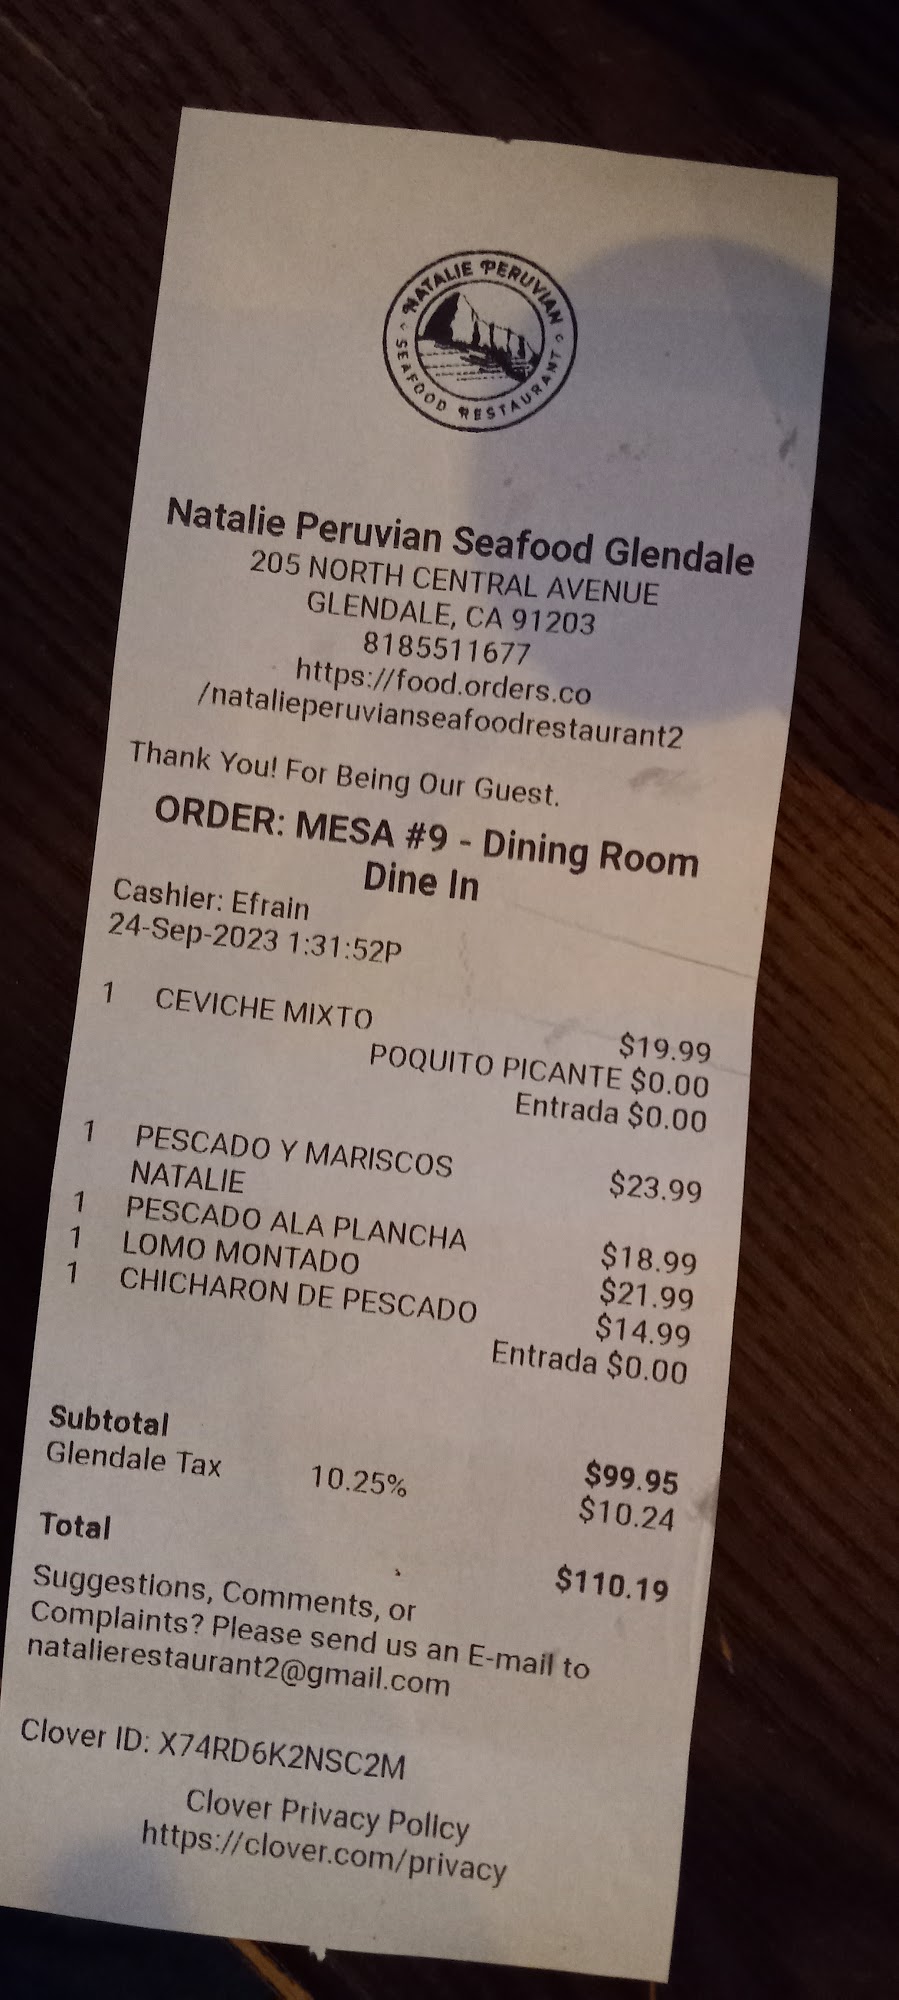 NATALIE PERUVIAN
SEAFOOD RESTAURANT
Natalie Peruvian Seafood Glendale
205 NORTH CENTRAL AVENUE
GLENDALE, CA 91203
8185511677
https://food.orders.co
/natalieperuvianseafoodrestaurant2
Thank You! For Being Our Guest.
ORDER: MESA #9 - Dining Room
Dine In
Cashier: Efrain
24-Sep-2023 1:31:52P
1 CEVICHE MIXTO $19.99
POQUITO PICANTE $0.00
Entrada $0.00
1 PESCADO Y MARISCOS $23.99
NATALIE
1 PESCADO ALA PLANCHA $18.99
1 LOMO MONTADO $21.99
1 CHICHARON DE PESCADO $14.99
Entrada $0.00
Subtotal $99.95
Glendale Tax 10.25% $10.24
Total $110.19
Suggestions, Comments, or
Complaints? Please send us an E-mail to
natalierestaurant2@gmail.com
Clover ID: X74RD6K2NSC2M
Clover Privacy Policy
https://clover.com/privacy